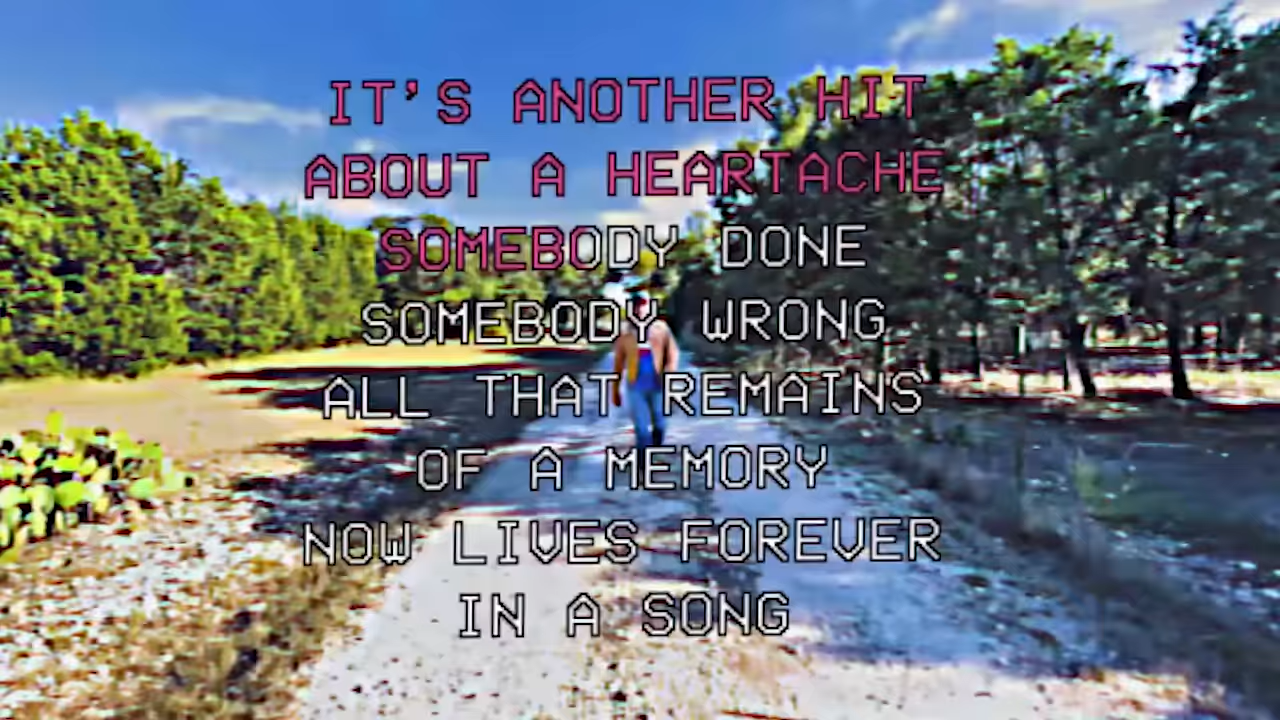 IT'S ANOTHER HIT
ABOUT A HEARTACHE
SOMEBODY DONE
SOMEBODY WRONG
ALL THAT REMAINS
OF A MEMORY
NOW LIVES FOREVER
IN A SONG